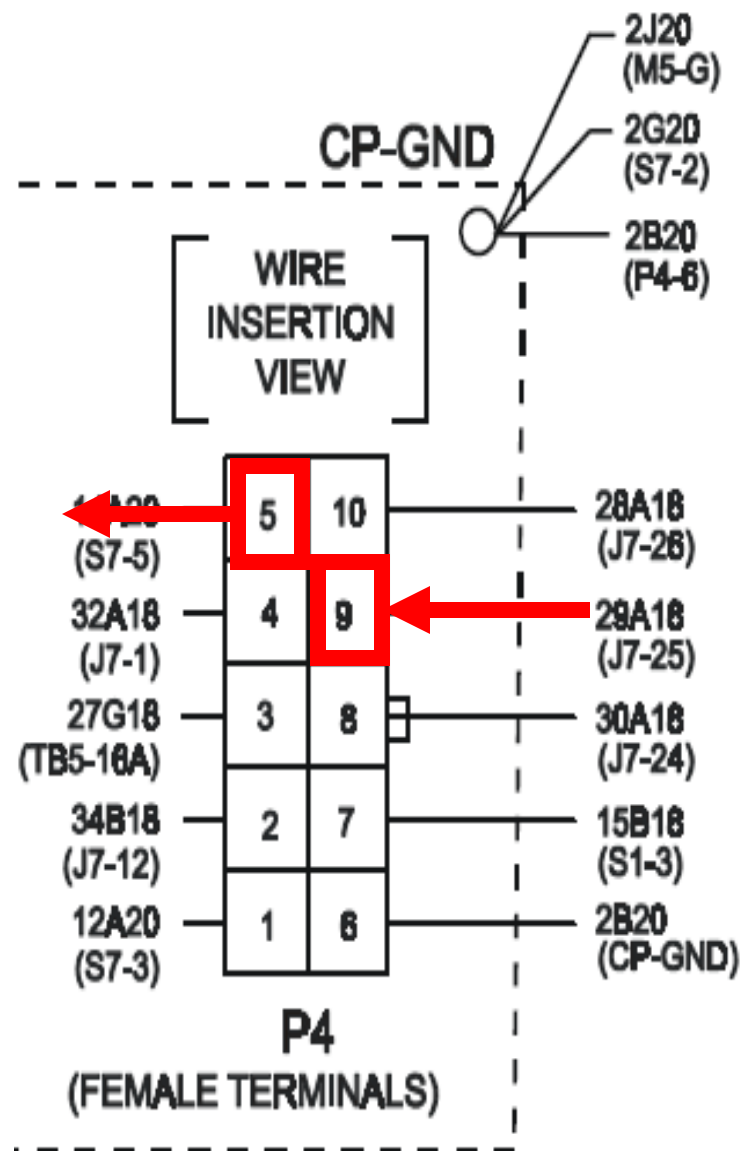 2J20
(M5-G)
CP-GND
2G20
(S7-2)
2B20
(P4-6)
WIRE
INSERTION
VIEW
5
10
28A18
(S7-5)
(J7-26)
32A18
4
9
29A18
(J7-1)
(J7-25)
27G18
3
8
30A18
(TB5-16A)
(J7-24)
34B18
2
7
15B18
(J7-12)
(S1-3)
12A20
1
6
2B20
(S7-3)
(CP-GND)
P4
(FEMALE TERMINALS)